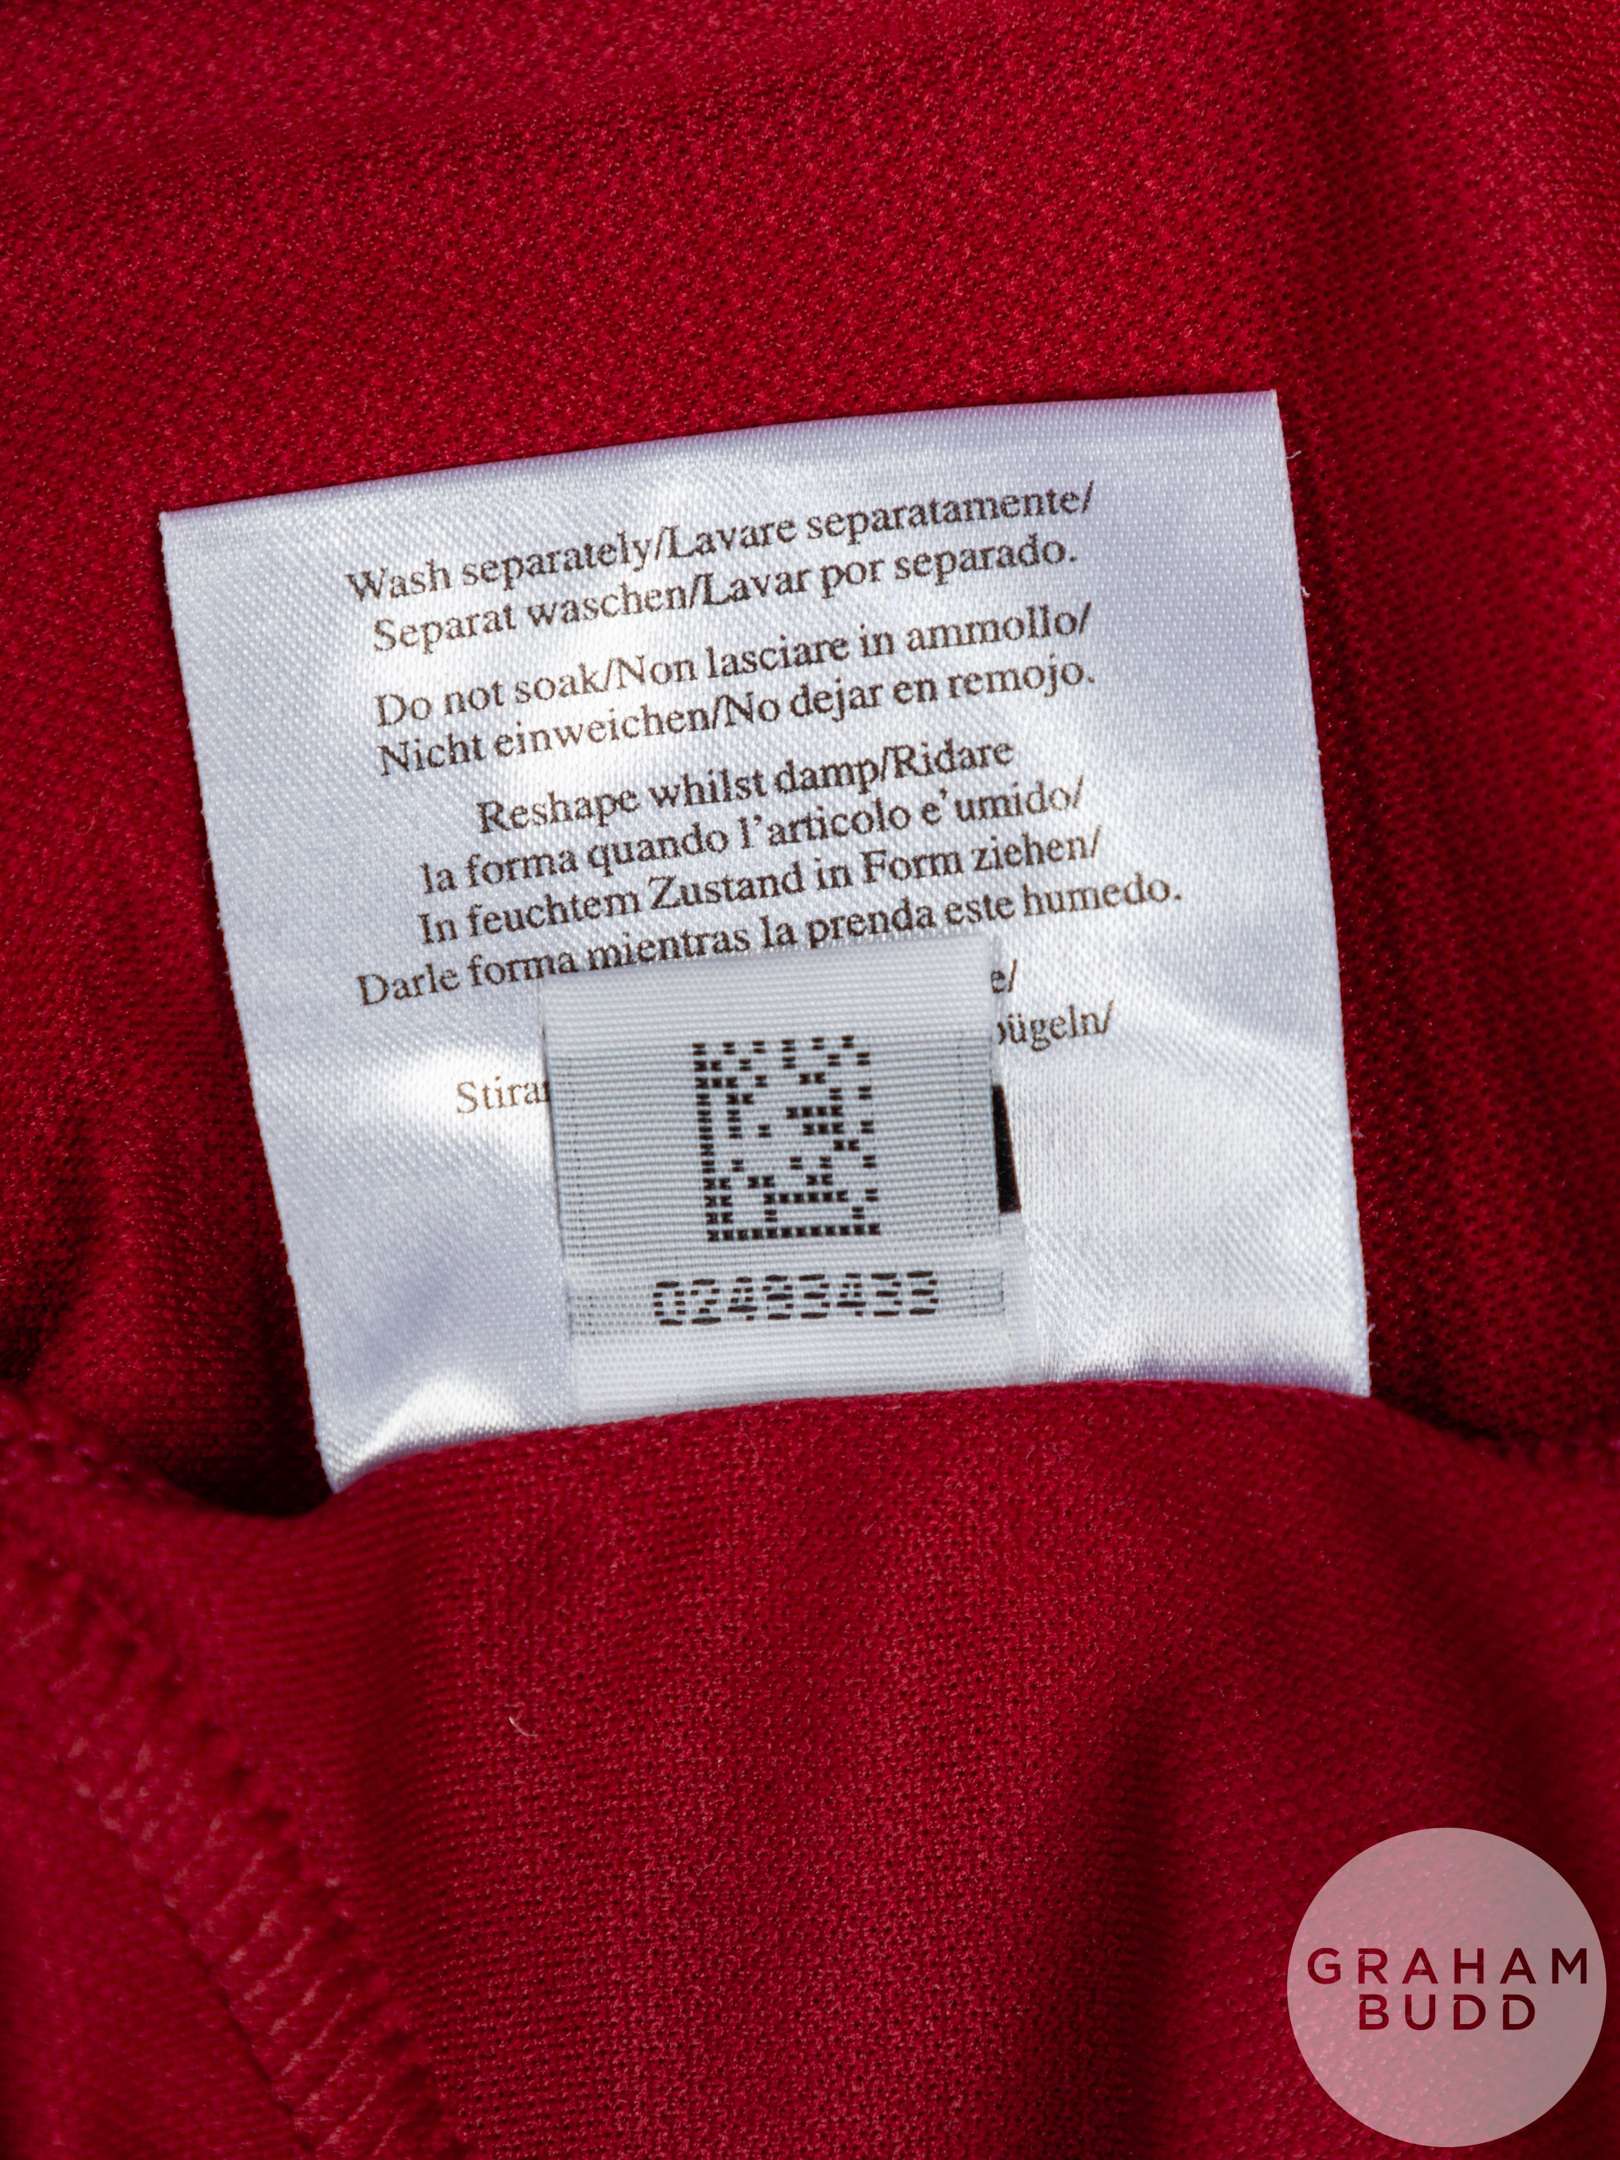 Wash separately/Lavare separatamente/
Separat waschen/Lavar por separado.
Do not soak/Non lasciare in ammollo/
Nicht einweichen/No dejar en remojo.
Reshape whilst damp/Ridare
la forma quando l'articolo e'umido/
In feuchtem Zustand in Form ziehen/
Darle forma mientras la prenda este humedo.
02493433
GRAHAM
BUDD